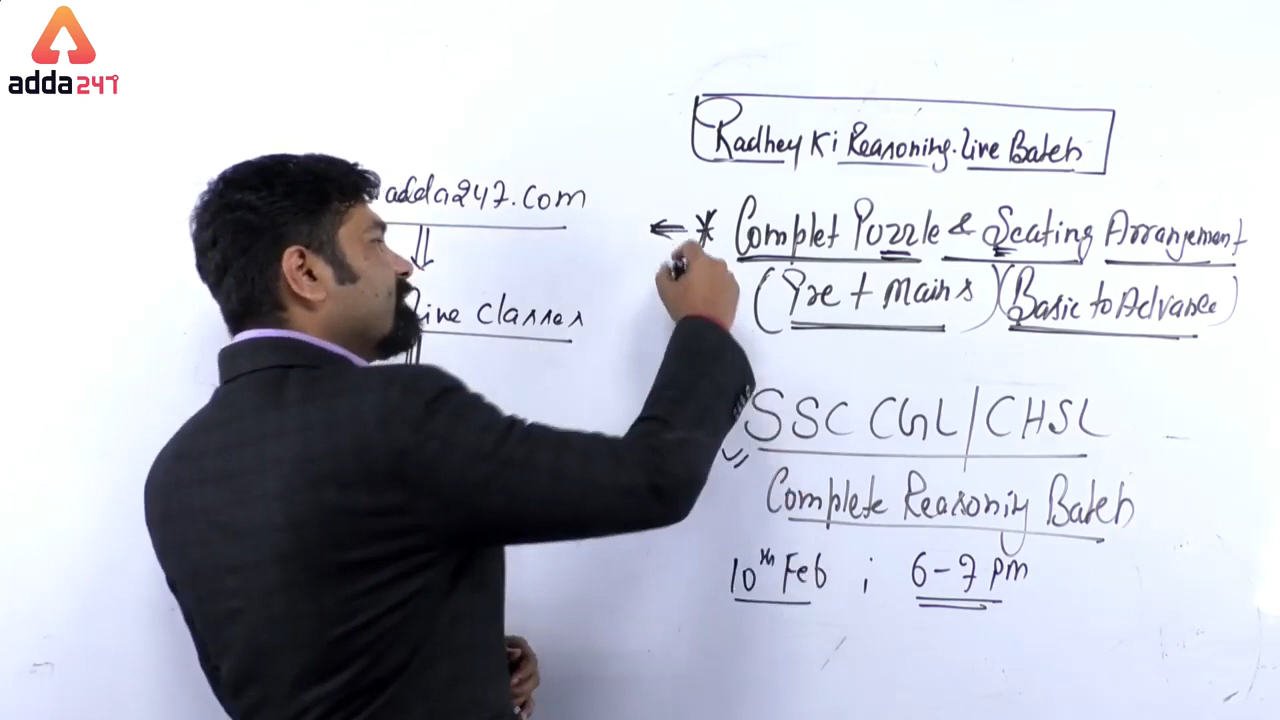 adda247
Radhey Ki Reasoning Live Batch
adda247.com
* Complet Puzzle & Seating Arrangement
(Pre + Mains) (Basic to Advance)
Live Classes
SSC CGL/CHSL
Complete Reasoning Batch
10th Feb ; 6-7 pm